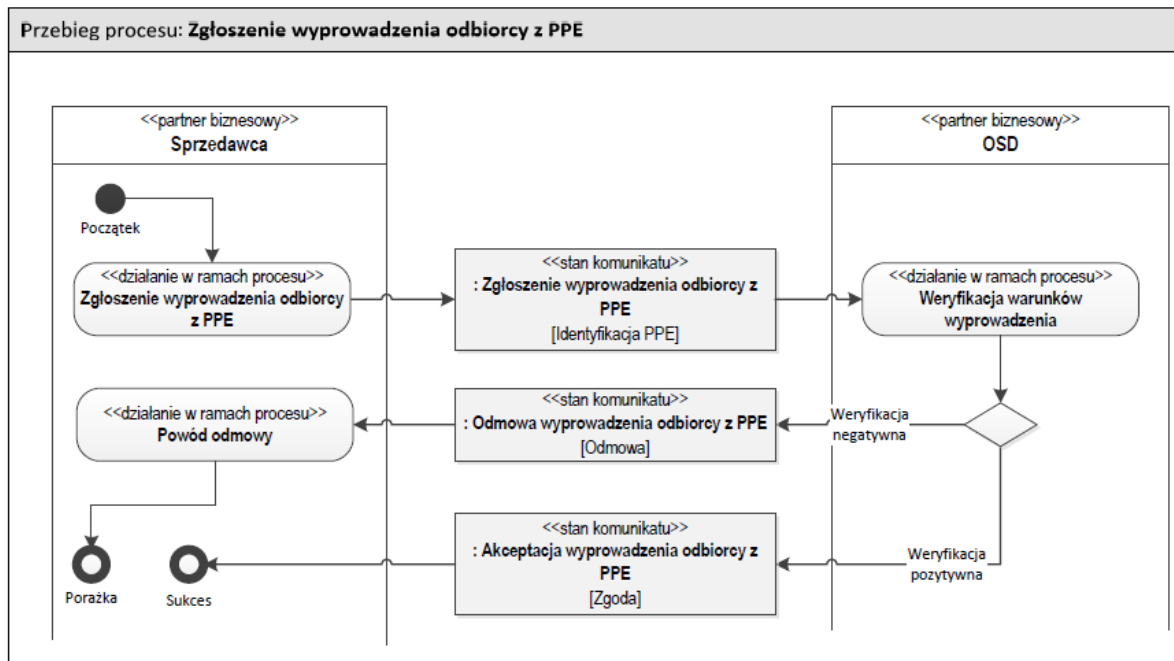 Przebieg procesu: Zgłoszenie wyprowadzenia odbiorcy z PPE
<<partner biznesowy>>
Sprzedawca
<<partner biznesowy>>
OSD
Początek
<<działanie w ramach procesu>>
Zgłoszenie wyprowadzenia odbiorcy
z PPE
<<stan komunikatu>>
: Zgłoszenie wyprowadzenia odbiorcy z
PPE
[Identyfikacja PPE]
<<działanie w ramach procesu>>
Weryfikacja warunków
wyprowadzenia
<<działanie w ramach procesu>>
Powód odmowy
<<stan komunikatu>>
: Odmowa wyprowadzenia odbiorcy z PPE
[Odmowa]
Weryfikacja
negatywna
<<stan komunikatu>>
: Akceptacja wyprowadzenia odbiorcy z
PPE
[Zgoda]
Weryfikacja
pozytywna
Porażka
Sukces